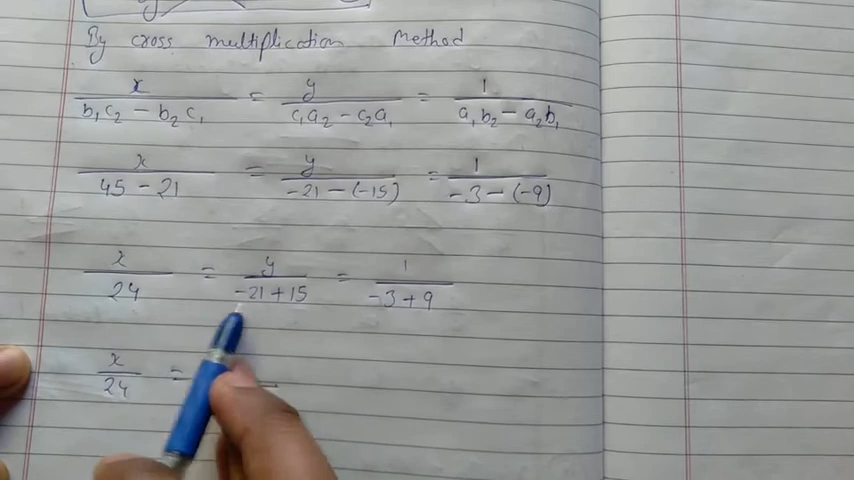 By cross multiplication Method
x/(b₁c₂ - b₂c₁) = y/(c₁a₂ - c₂a₁) = 1/(a₁b₂ - a₂b₁)
x/(45 - 21) = y/(-21 - (-15)) = 1/(-3 - (-9))
x/24 = y/(-21 + 15) = 1/(-3 + 9)
x/24 =